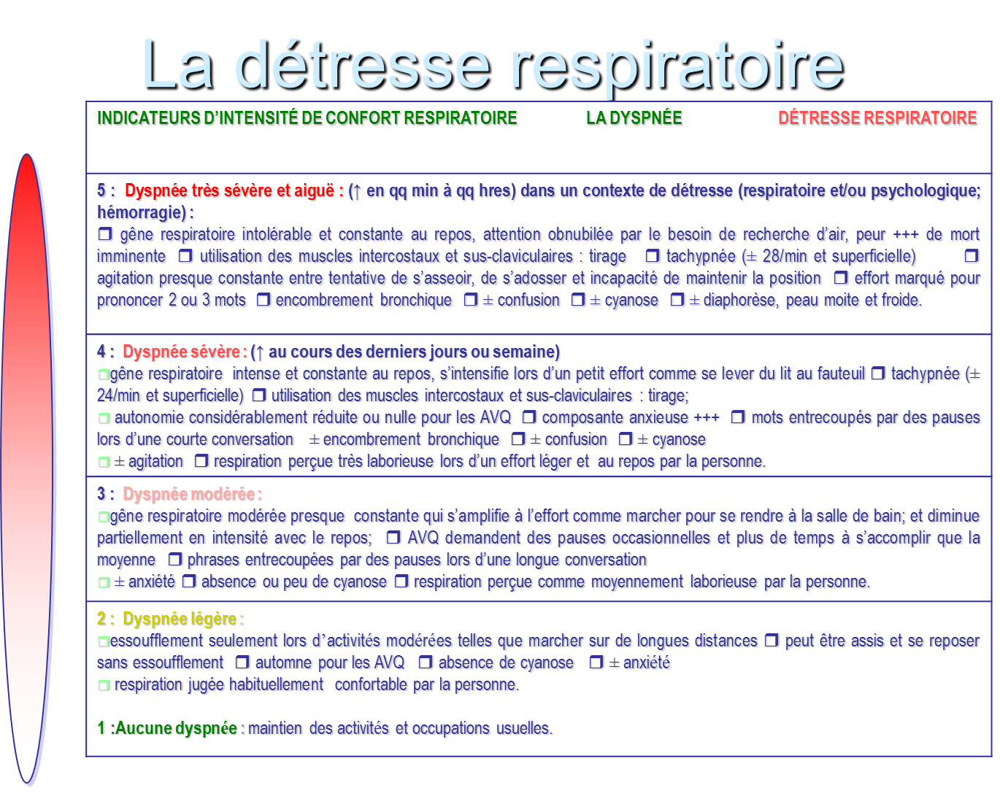 La détresse respiratoire
INDICATEURS D’INTENSITÉ DE CONFORT RESPIRATOIRE LA DYSPNÉE DÉTRESSE RESPIRATOIRE
5 : Dyspnée très sévère et aiguë : (↑ en qq min à qq hres) dans un contexte de détresse (respiratoire et/ou psychologique;
hémorragie) :
❒ gêne respiratoire intolérable et constante au repos, attention obnubilée par le besoin de recherche d’air, peur +++ de mort
imminente ❒ utilisation des muscles intercostaux et sus-claviculaires : tirage ❒ tachypnée (± 28/min et superficielle) ❒
agitation presque constante entre tentative de s’asseoir, de s’adosser et incapacité de maintenir la position ❒ effort marqué pour
prononcer 2 ou 3 mots ❒ encombrement bronchique ❒ ± confusion ❒ ± cyanose ❒ ± diaphorèse, peau moite et froide.
4 : Dyspnée sévère : (↑ au cours des derniers jours ou semaine)
❒gêne respiratoire intense et constante au repos, s’intensifie lors d’un petit effort comme se lever du lit au fauteuil ❒ tachypnée (±
24/min et superficielle) ❒ utilisation des muscles intercostaux et sus-claviculaires : tirage;
❒ autonomie considérablement réduite ou nulle pour les AVQ ❒ composante anxieuse +++ ❒ mots entrecoupés par des pauses
lors d’une courte conversation ± encombrement bronchique ❒ ± confusion ❒ ± cyanose
❒ ± agitation ❒ respiration perçue très laborieuse lors d’un effort léger et au repos par la personne.
3 : Dyspnée modérée :
❒gêne respiratoire modérée presque constante qui s’amplifie à l’effort comme marcher pour se rendre à la salle de bain; et diminue
partiellement en intensité avec le repos; ❒ AVQ demandent des pauses occasionnelles et plus de temps à s’accomplir que la
moyenne ❒ phrases entrecoupées par des pauses lors d’une longue conversation
❒ ± anxiété ❒ absence ou peu de cyanose ❒ respiration perçue comme moyennement laborieuse par la personne.
2 : Dyspnée légère :
❒essoufflement seulement lors d’activités modérées telles que marcher sur de longues distances ❒ peut être assis et se reposer
sans essoufflement ❒ automne pour les AVQ ❒ absence de cyanose ❒ ± anxiété
❒ respiration jugée habituellement confortable par la personne.
1 :Aucune dyspnée : maintien des activités et occupations usuelles.